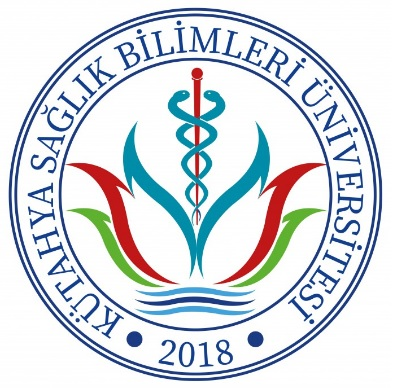 KÜTAHYA SAĞLIK BİLİMLERİ ÜNİVERSİTESİ
• 2018 •